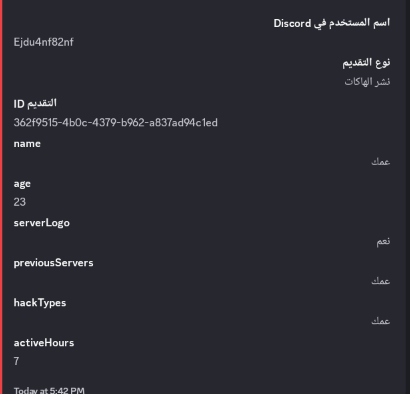 اسم المستخدم في Discord
Ejdu4nf82nf
نوع التقديم
نشر الهاكات
التقديم ID
362f9515-4b0c-4379-b962-a837ad94c1ed
name
عمك
age
23
serverLogo
نعم
previousServers
عمك
hackTypes
عمك
activeHours
7
Today at 5:42 PM